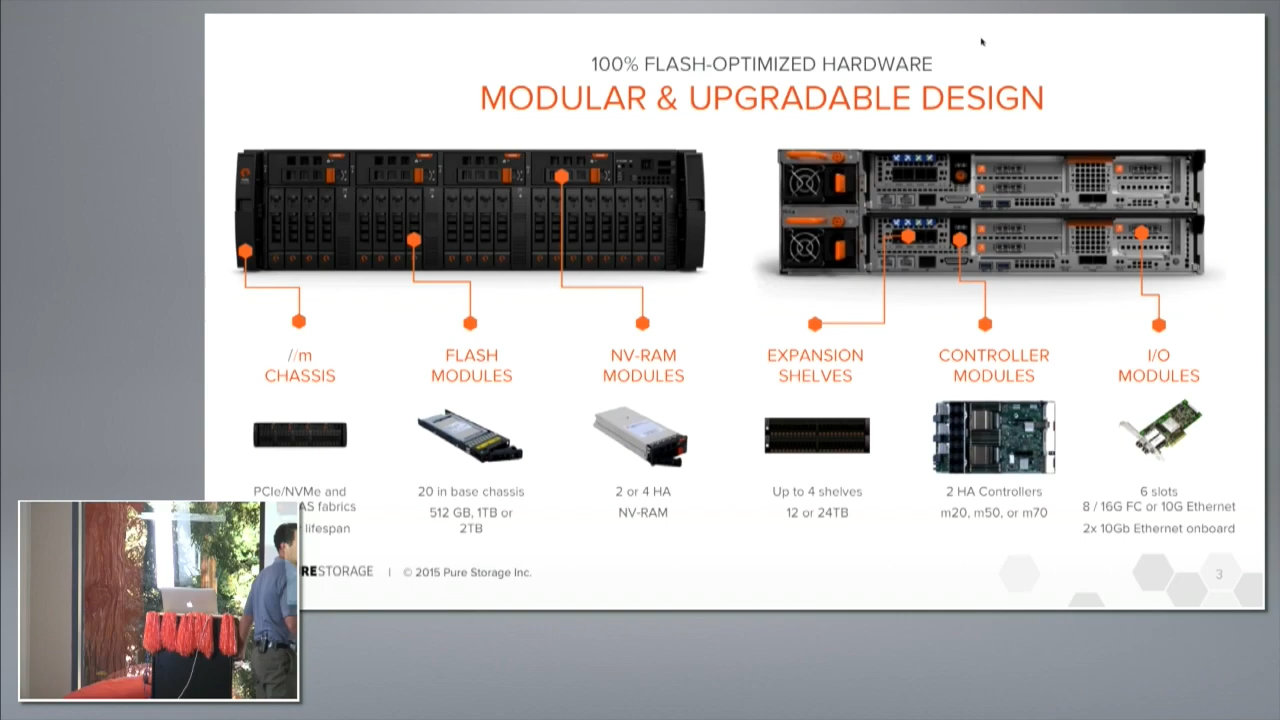 100% FLASH-OPTIMIZED HARDWARE
MODULAR & UPGRADABLE DESIGN
//m
CHASSIS
PCIe/NVMe and
AS fabrics
lifespan
FLASH
MODULES
20 in base chassis
512 GB, 1TB or
2TB
NV-RAM
MODULES
2 or 4 HA
NV-RAM
EXPANSION
SHELVES
Up to 4 shelves
12 or 24TB
CONTROLLER
MODULES
2 HA Controllers
m20, m50, or m70
I/O
MODULES
6 slots
8 / 16G FC or 10G Ethernet
2x 10Gb Ethernet onboard
RESTORAGE | © 2015 Pure Storage Inc.
3